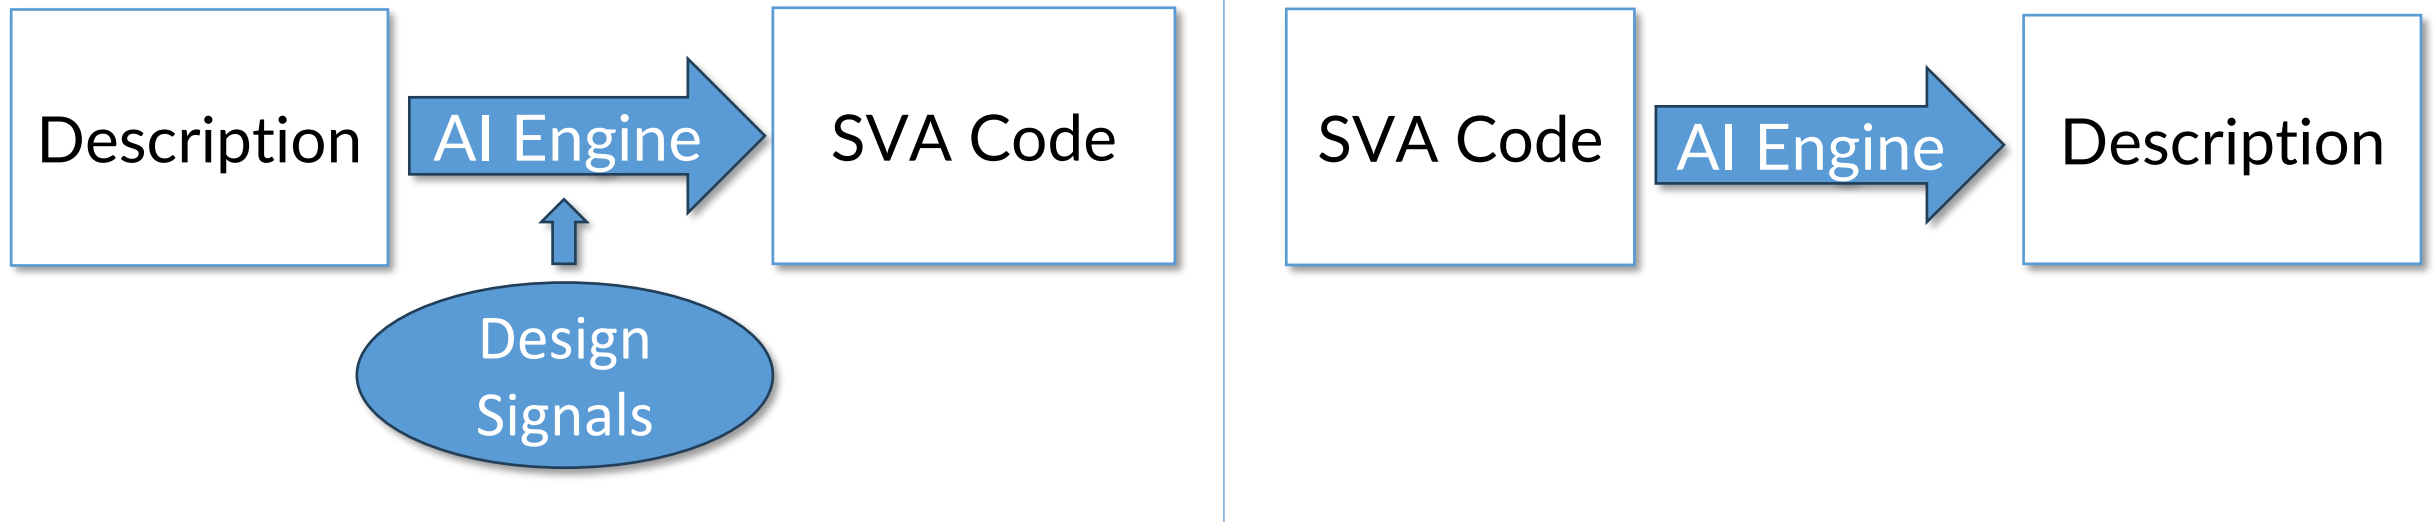 Description
AI Engine
SVA Code
Design
Signals
SVA Code
AI Engine
Description